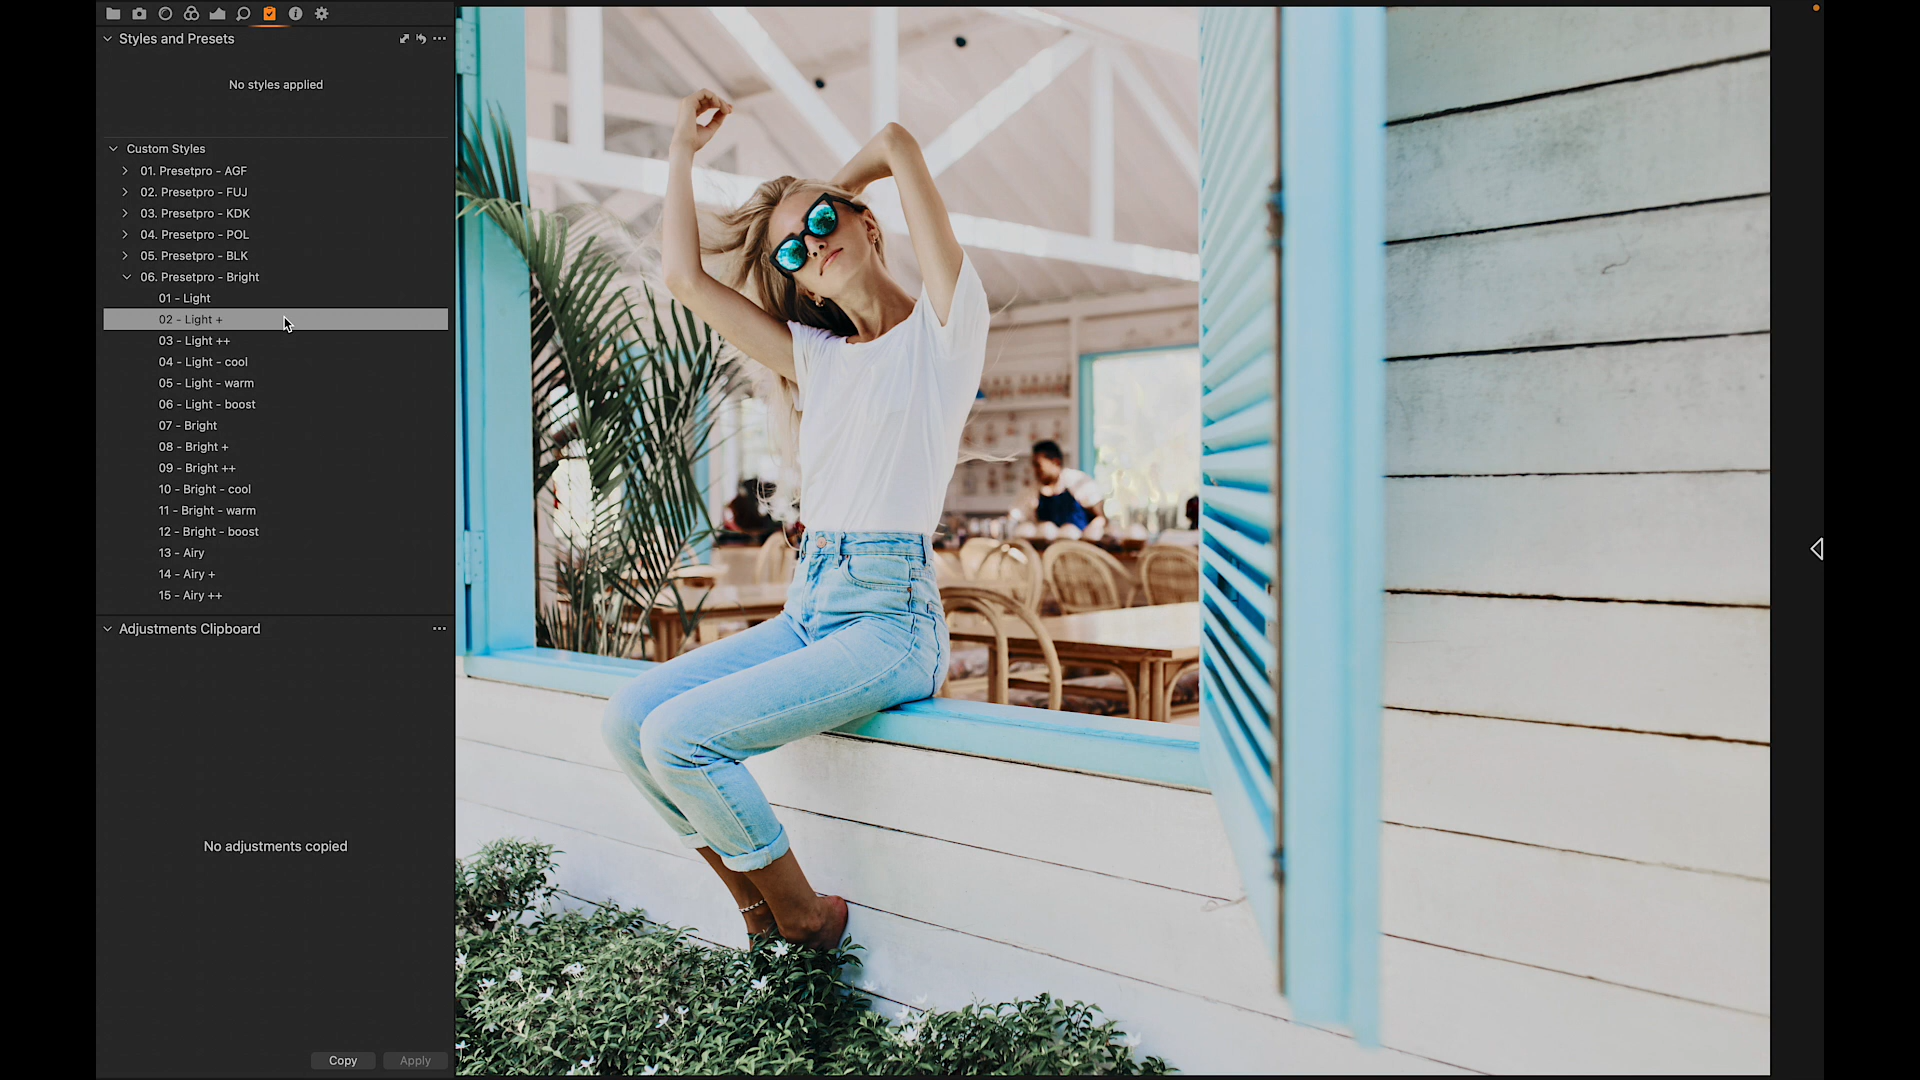 Styles and Presets
No styles applied
Custom Styles
01. Presetpro - AGF
02. Presetpro - FUJ
03. Presetpro - KDK
04. Presetpro - POL
05. Presetpro - BLK
06. Presetpro - Bright
01 - Light
02 - Light +
03 - Light ++
04 - Light - cool
05 - Light - warm
06 - Light - boost
07 - Bright
08 - Bright +
09 - Bright ++
10 - Bright - cool
11 - Bright - warm
12 - Bright - boost
13 - Airy
14 - Airy +
15 - Airy ++
Adjustments Clipboard
No adjustments copied
Copy
Apply